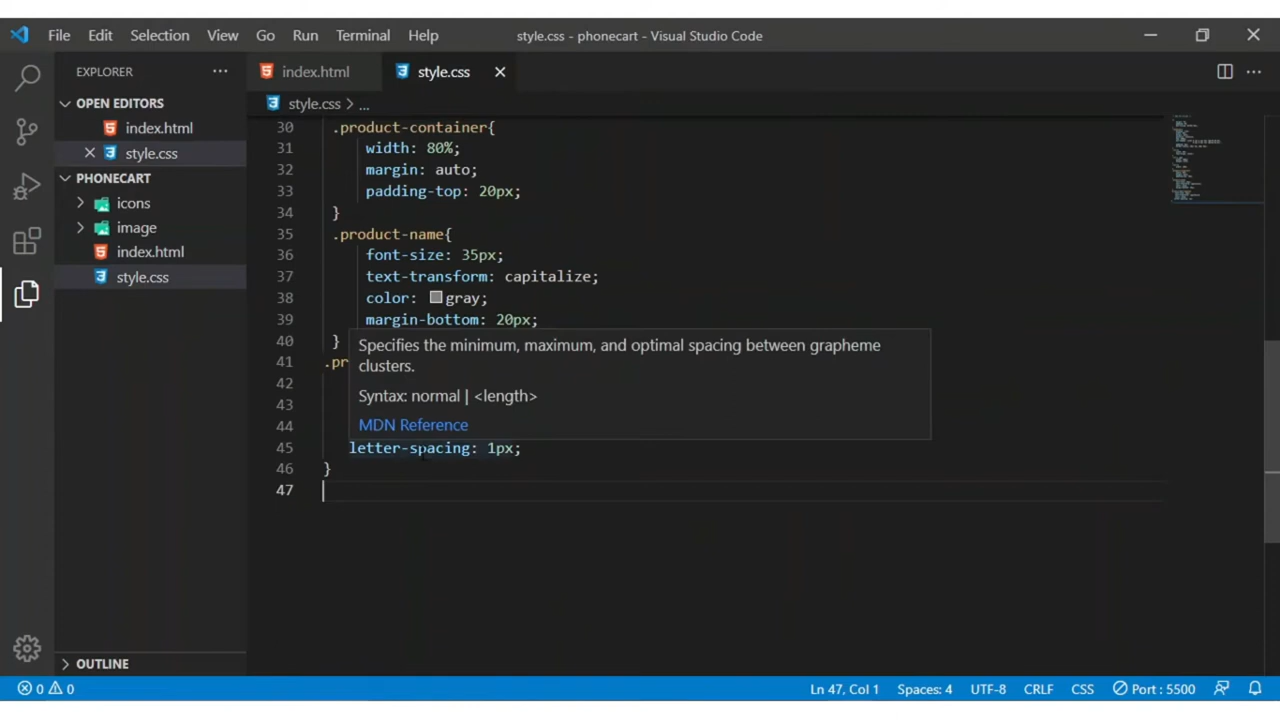 File Edit Selection View Go Run Terminal Help
style.css - phonecart - Visual Studio Code
EXPLORER
OPEN EDITORS
index.html
style.css
PHONECART
icons
image
index.html
style.css
OUTLINE
index.html
style.css
style.css > ...
30 .product-container{
31 width: 80%;
32 margin: auto;
33 padding-top: 20px;
34 }
35 .product-name{
36 font-size: 35px;
37 text-transform: capitalize;
38 color: gray;
39 margin-bottom: 20px;
40 }
41 .pr
42
43
44
Specifies the minimum, maximum, and optimal spacing between grapheme
clusters.
Syntax: normal | <length>
MDN Reference
45 letter-spacing: 1px;
46 }
47
0 0
Ln 47, Col 1 Spaces: 4 UTF-8 CRLF CSS Port : 5500